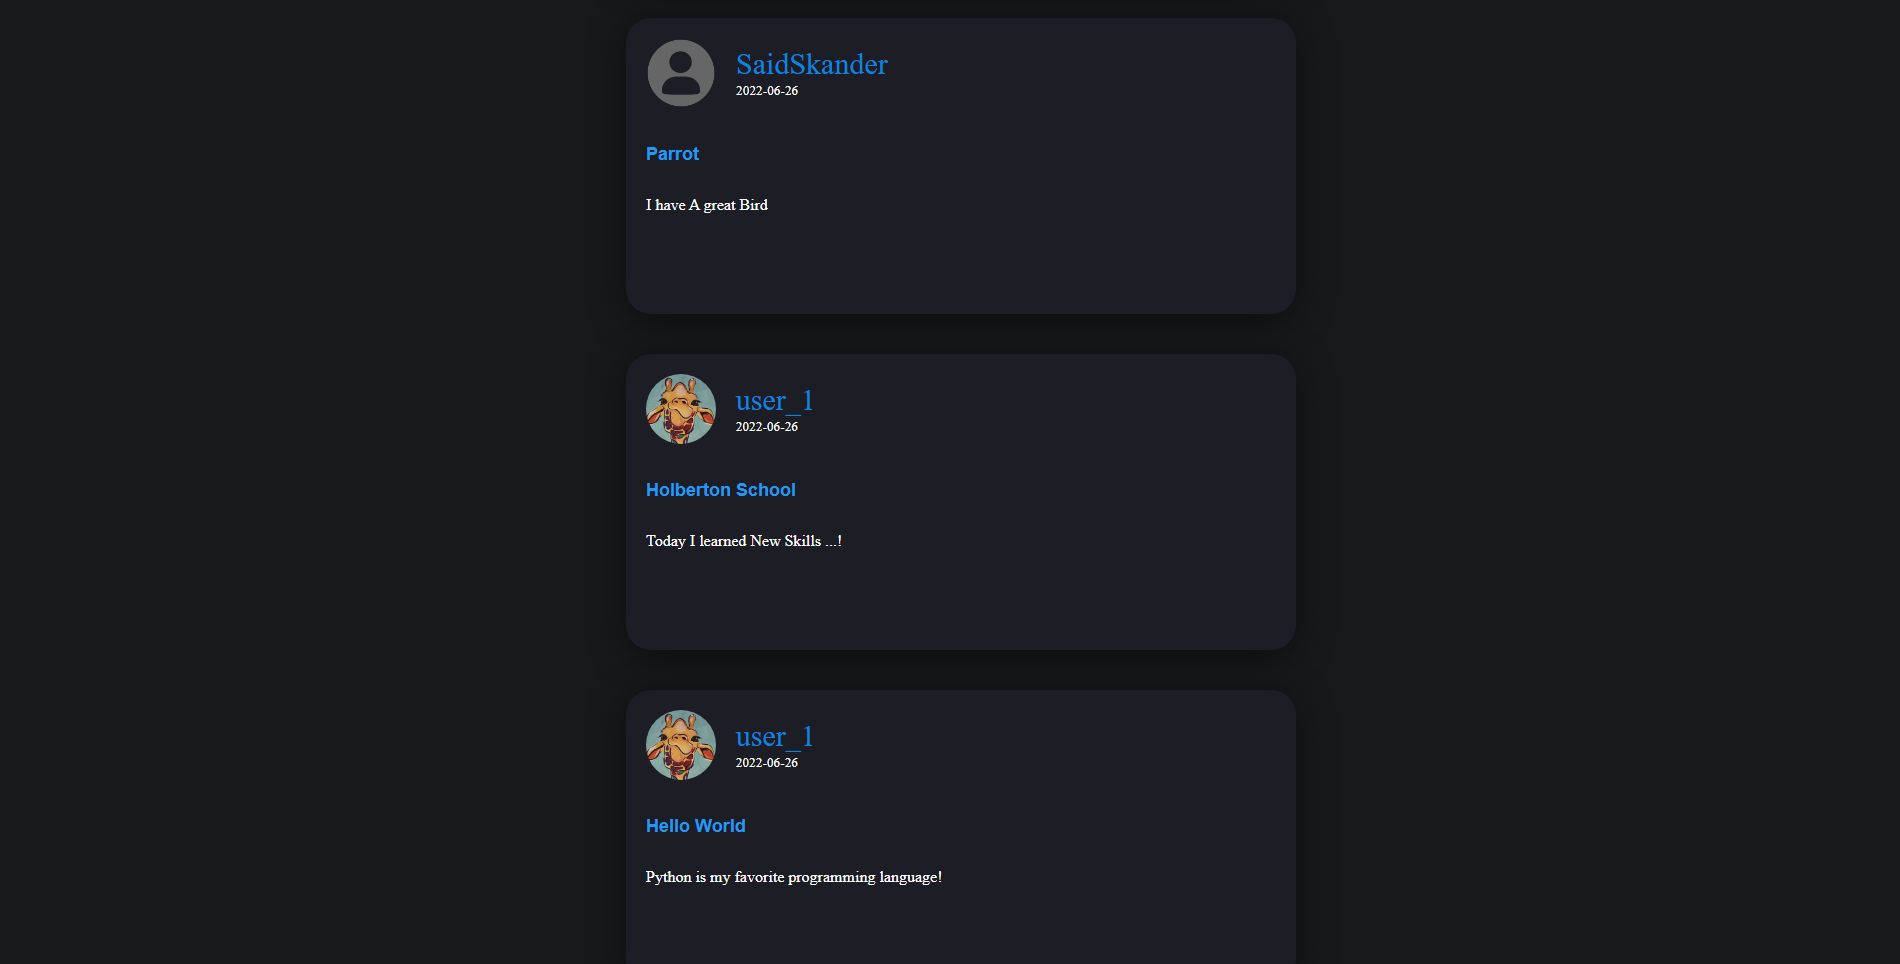 SaidSkander
2022-06-26
Parrot
I have A great Bird
user_1
2022-06-26
Holberton School
Today I learned New Skills ...!
user_1
2022-06-26
Hello World
Python is my favorite programming language!